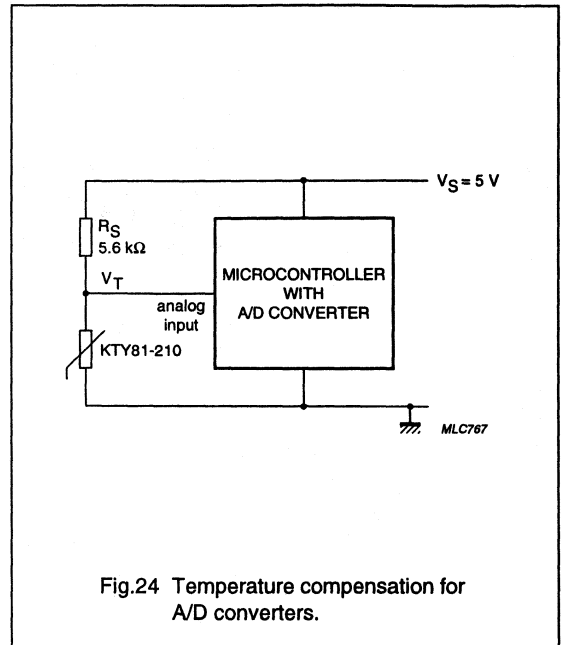 V_S = 5 V
R_S
5.6 kΩ
V_T
analog
input
MICROCONTROLLER
WITH
A/D CONVERTER
KTY81-210
MLC767
Fig.24 Temperature compensation for
A/D converters.